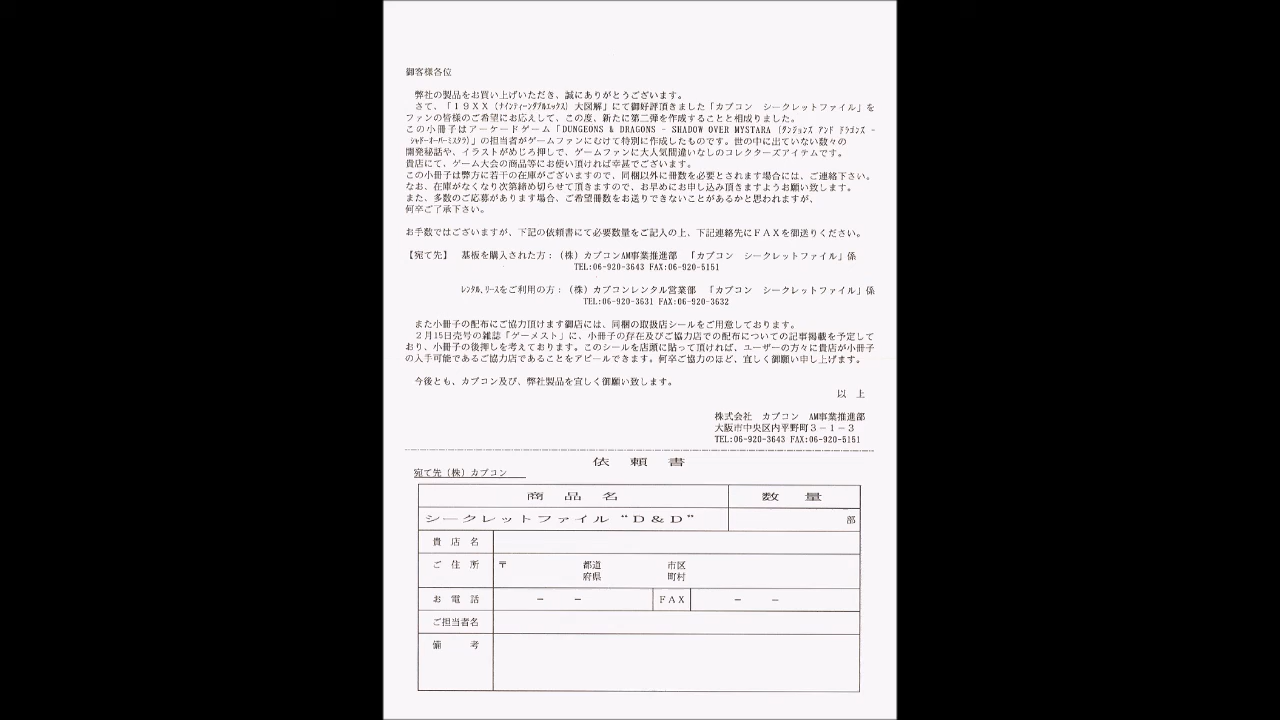 御客様各位
弊社の製品をお買い上げいただき、誠にありがとうございます。
さて、「19XX(ナインティーンダブルエックス) 大図解」にて御好評頂きました「カプコン シークレットファイル」を
ファンの皆様のご希望にお応えして、この度、新たに第二弾を作成することと相成りました。
この小冊子はアーケードゲーム「DUNGEONS & DRAGONS - SHADOW OVER MYSTARA (ダンジョンズ アンド ドラゴンズ -
シャドーオーバーミスタラ)」の担当者がゲームファンにむけて特別に作成したものです。世の中に出ていない数々の
開発秘話や、イラストがめじろ押しで、ゲームファンに大人気間違いなしのコレクターズアイテムです。
貴店にて、ゲーム大会の商品等にお使い頂ければ幸甚でございます。
この小冊子は弊方に若干の在庫がございますので、同梱以外に冊数を必要とされます場合には、ご連絡下さい。
なお、在庫がなくなり次第締め切らせて頂きますので、お早めにお申し込み頂きますようお願い致します。
また、多数のご応募があります場合、ご希望冊数をお送りできないことがあるかと思われますが、
何卒ご了承下さい。
お手数ではございますが、下記の依頼書にて必要数量をご記入の上、下記連絡先にFAXを御送りください。
【宛て先】 基板を購入された方:(株)カプコンAM事業推進部 「カプコン シークレットファイル」係
TEL:06-920-3643 FAX:06-920-5151
レンタル、リースをご利用の方:(株)カプコンレンタル営業部 「カプコン シークレットファイル」係
TEL:06-920-3631 FAX:06-920-3632
また小冊子の配布にご協力頂けます御店には、同梱の取扱店シールをご用意しております。
2月15日売号の雑誌「ゲーメスト」に、小冊子の存在及びご協力店での配布についての記事掲載を予定して
おり、小冊子の後押しを考えております。このシールを店頭に貼って頂ければ、ユーザーの方々に貴店が小冊子
の入手可能であるご協力店であることをアピールできます。何卒ご協力のほど、宜しく御願い申し上げます。
今後とも、カプコン及び、弊社製品を宜しく御願い致します。
以 上
株式会社 カプコン AM事業推進部
大阪市中央区内平野町3-1-3
TEL:06-920-3643 FAX:06-920-5151
依 頼 書
宛て先(株)カプコン
商 品 名 数 量
シークレットファイル “D&D” 部
貴 店 名
ご 住 所 〒 都道 市区
府県 町村
お 電 話 - - FAX - -
ご担当者名
備 考